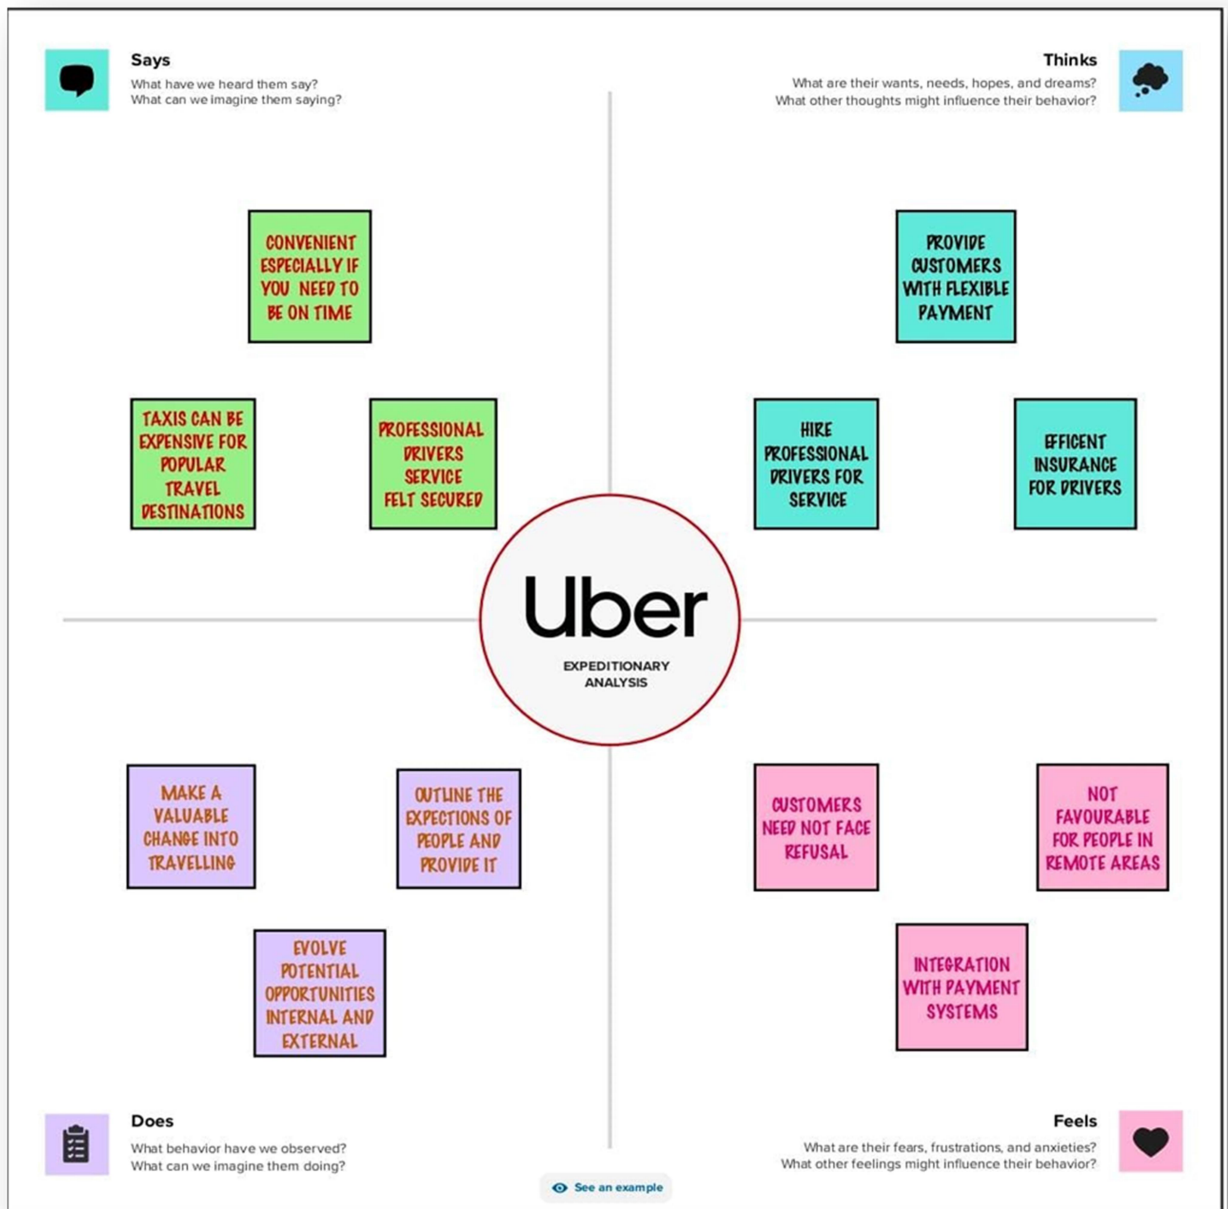 Says
What have we heard them say?
What can we imagine them saying?
Thinks
What are their wants, needs, hopes, and dreams?
What other thoughts might influence their behavior?
CONVENIENT
ESPECIALLY IF
YOU NEED TO
BE ON TIME
TAXIS CAN BE
EXPENSIVE FOR
POPULAR
TRAVEL
DESTINATIONS
PROFESSIONAL
DRIVERS
SERVICE
FELT SECURED
PROVIDE
CUSTOMERS
WITH FLEXIBLE
PAYMENT
HIRE
PROFESSIONAL
DRIVERS FOR
SERVICE
EFFICENT
INSURANCE
FOR DRIVERS
Uber
EXPEDITIONARY
ANALYSIS
MAKE A
VALUABLE
CHANGE INTO
TRAVELLING
OUTLINE THE
EXPECTIONS OF
PEOPLE AND
PROVIDE IT
EVOLVE
POTENTIAL
OPPORTUNITIES
INTERNAL AND
EXTERNAL
CUSTOMERS
NEED NOT FACE
REFUSAL
NOT
FAVOURABLE
FOR PEOPLE IN
REMOTE AREAS
INTEGRATION
WITH PAYMENT
SYSTEMS
Does
What behavior have we observed?
What can we imagine them doing?
Feels
What are their fears, frustrations, and anxieties?
What other feelings might influence their behavior?
See an example